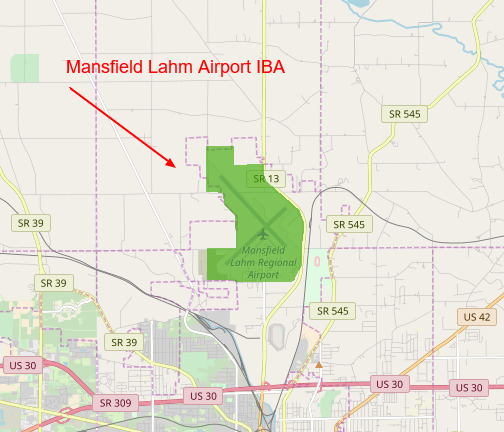 Mansfield Lahm Airport IBA
SR 545
SR 13
SR 39
SR 545
Mansfield
Lahm Regional
Airport
SR 39
SR 545
US 42
SR 39
US 30
US 30
US 30
US 30
SR 309